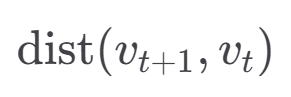 dist(v_{t+1}, v_t)